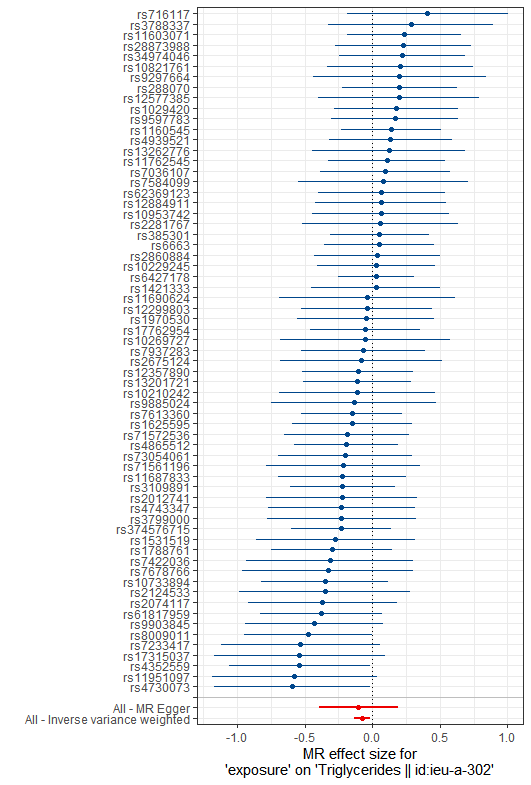 rs716117
rs3788337
rs11603071
rs28873988
rs34974046
rs10821761
rs9297664
rs288070
rs12577385
rs1029420
rs9597783
rs1160545
rs4939521
rs13262776
rs11762545
rs7036107
rs7584099
rs62369123
rs12884911
rs10953742
rs2281767
rs385301
rs6663
rs2860884
rs10229245
rs6427178
rs1421333
rs11690624
rs12299803
rs1970530
rs17762954
rs10269727
rs7937283
rs2675124
rs12357890
rs13201721
rs10210242
rs9885024
rs7613360
rs1625595
rs71572536
rs4865512
rs73054061
rs71561196
rs11687833
rs3109891
rs2012741
rs4743347
rs3799000
rs374576715
rs1531519
rs1788761
rs7422036
rs7678766
rs10733894
rs2124533
rs2074117
rs61817959
rs9903845
rs8009011
rs7233417
rs17315037
rs4352559
rs11951097
rs4730073
All - MR Egger
All - Inverse variance weighted
-1.0 -0.5 0.0 0.5 1.0
MR effect size for
'exposure' on 'Triglycerides || id:ieu-a-302'